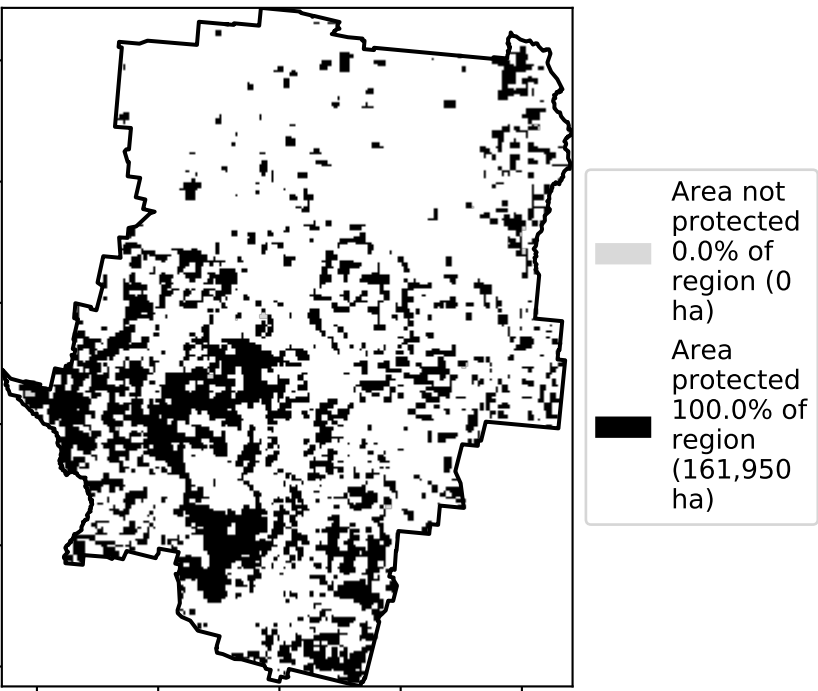 Area not
protected
0.0% of
region (0
ha)
Area
protected
100.0% of
region
(161,950
ha)